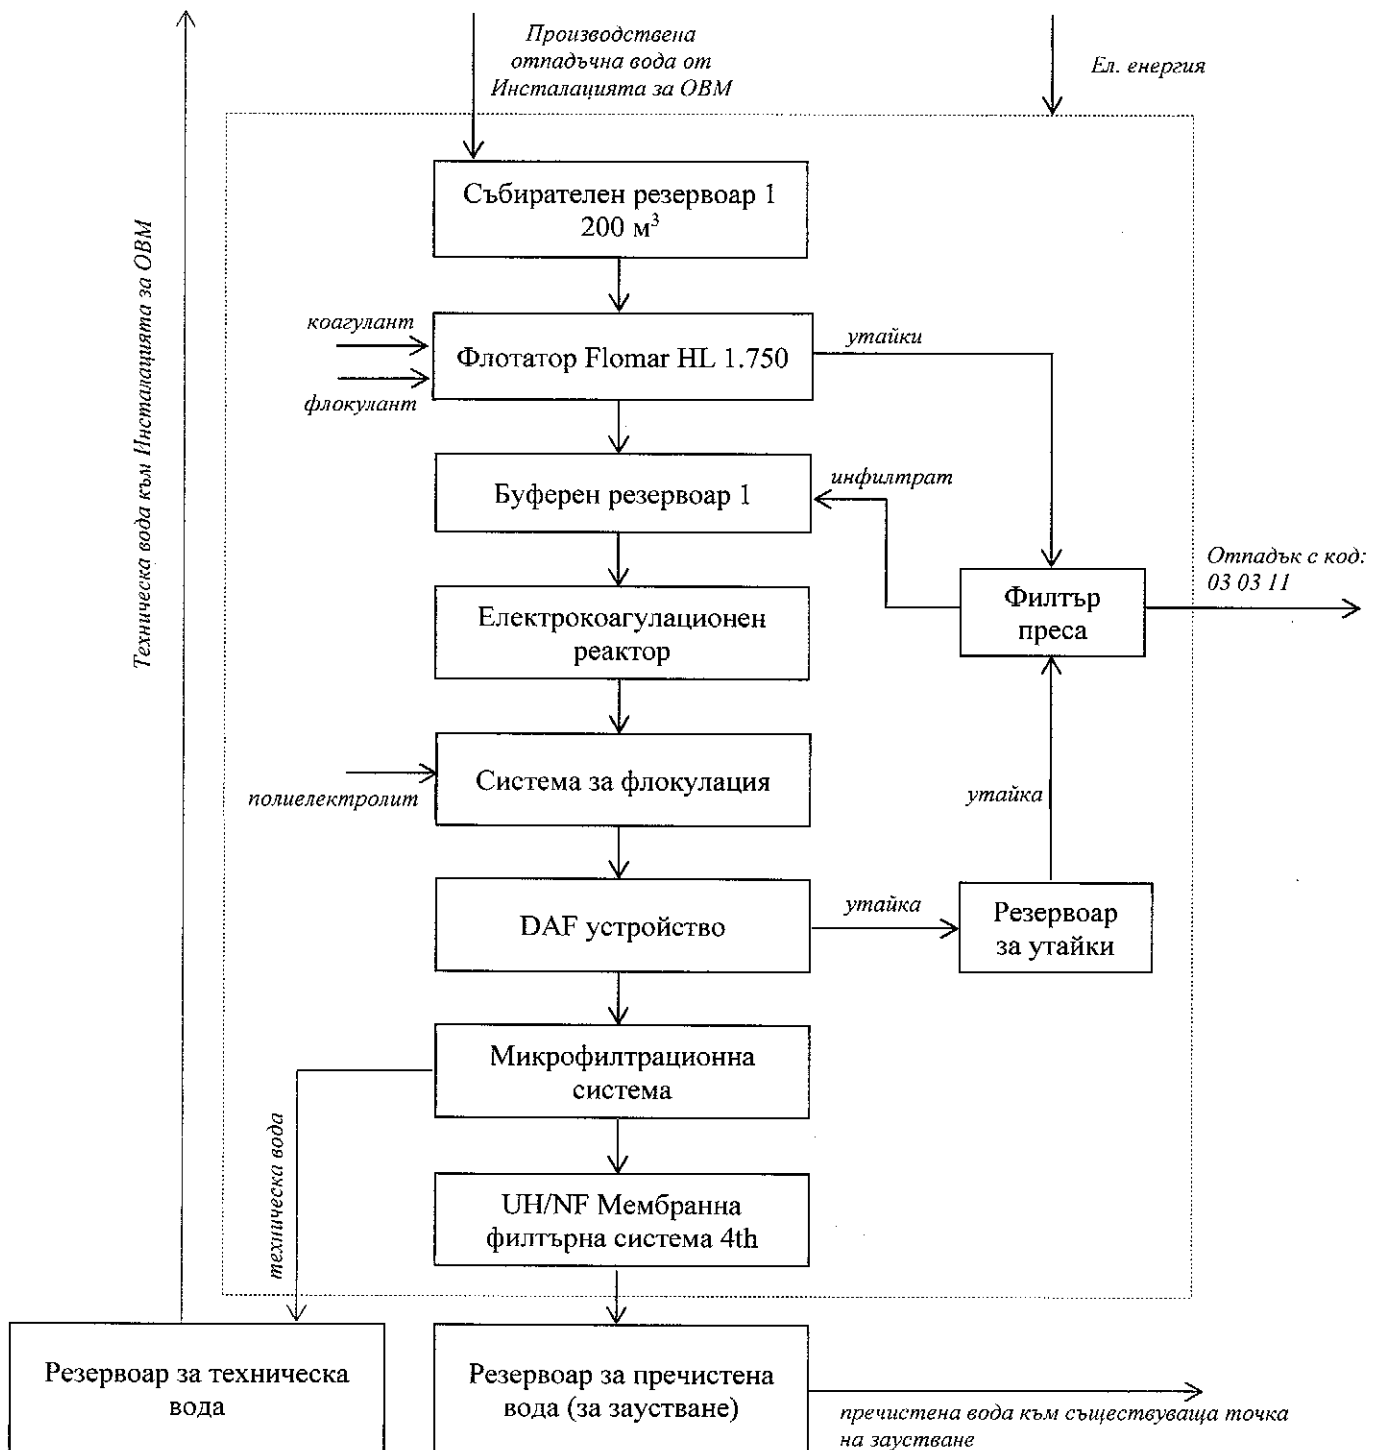 Производствена
отпадъчна вода от
Инсталацията за ОВМ
Ел. енергия
Събирателен резервоар 1
200 м³
Техническа вода към Инсталацията за ОВМ
коагулант
флокулант
Флотатор Flomar HL 1.750
утайки
Буферен резервоар 1
инфилтрат
Отпадък с код:
03 03 11
Филтър
преса
Електрокоагулационен
реактор
Система за флокулация
полиелектролит
утайка
DAF устройство
утайка
Резервоар
за утайки
Микрофилтрационна
система
техническа вода
UH/NF Мембранна
филтърна система 4th
Резервоар за техническа
вода
Резервоар за пречистена
вода (за заустване)
пречистена вода към съществуваща точка
на заустване